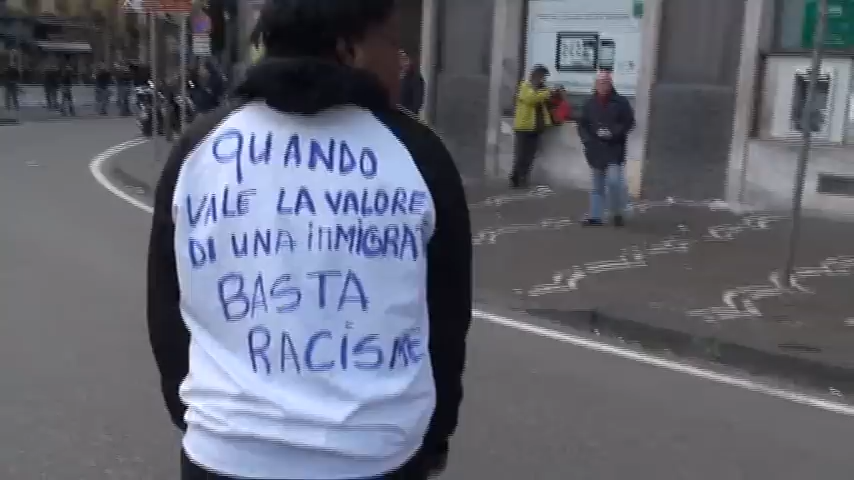 QUANDO
VALE LA VALORE
DI UNA IMMIGRAT
BASTA
RACISME